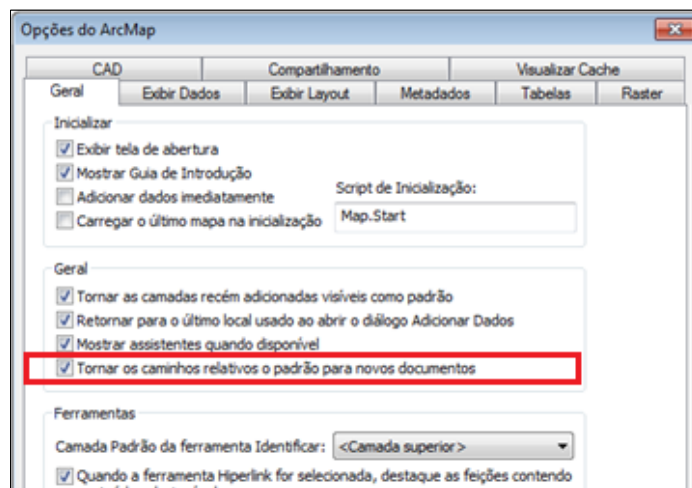 Opções do ArcMap
CAD Compartilhamento Visualizar Cache
Geral Exibir Dados Exibir Layout Metadados Tabelas Raster
Inicializar
Exibir tela de abertura
Mostrar Guia de Introdução
Adicionar dados imediatamente
Carregar o último mapa na inicialização
Script de Inicialização:
Map.Start
Geral
Tornar as camadas recém adicionadas visíveis como padrão
Retornar para o último local usado ao abrir o diálogo Adicionar Dados
Mostrar assistentes quando disponível
Tornar os caminhos relativos o padrão para novos documentos
Ferramentas
Camada Padrão da ferramenta Identificar: <Camada superior>
Quando a ferramenta Hiperlink for selecionada, destaque as feições contendo